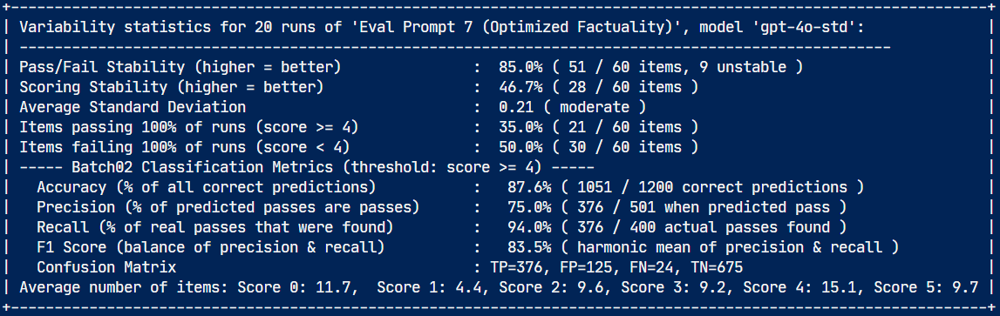 Variability statistics for 20 runs of 'Eval Prompt 7 (Optimized Factuality)', model 'gpt-4o-std':
Pass/Fail Stability (higher = better) : 85.0% ( 51 / 60 items, 9 unstable )
Scoring Stability (higher = better) : 46.7% ( 28 / 60 items )
Average Standard Deviation : 0.21 ( moderate )
Items passing 100% of runs (score >= 4) : 35.0% ( 21 / 60 items )
Items failing 100% of runs (score < 4) : 50.0% ( 30 / 60 items )
----- Batch02 Classification Metrics (threshold: score >= 4) -----
Accuracy (% of all correct predictions) : 87.6% ( 1051 / 1200 correct predictions )
Precision (% of predicted passes are passes) : 75.0% ( 376 / 501 when predicted pass )
Recall (% of real passes that were found) : 94.0% ( 376 / 400 actual passes found )
F1 Score (balance of precision & recall) : 83.5% ( harmonic mean of precision & recall )
Confusion Matrix : TP=376, FP=125, FN=24, TN=675
Average number of items: Score 0: 11.7, Score 1: 4.4, Score 2: 9.6, Score 3: 9.2, Score 4: 15.1, Score 5: 9.7